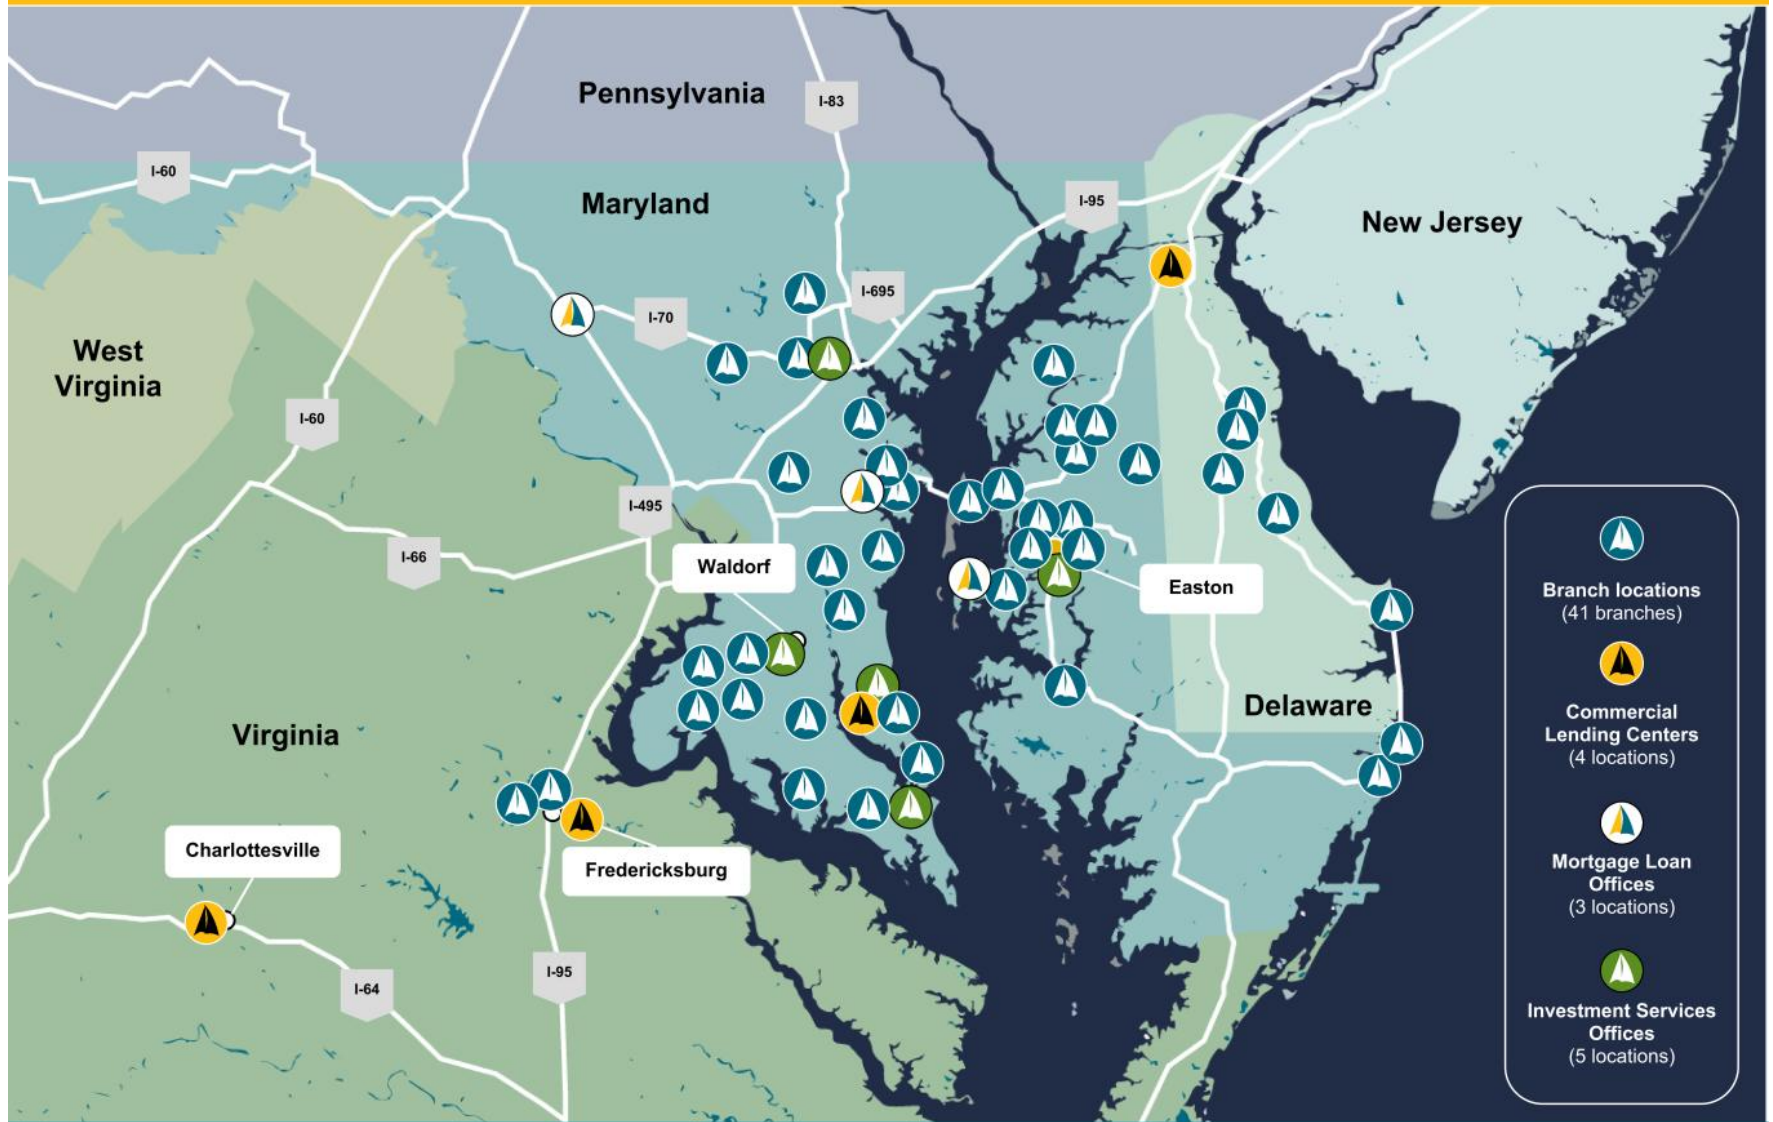 Pennsylvania
I-83
I-60
Maryland
I-95
New Jersey
I-695
I-70
West
Virginia
I-60
I-495
I-66
Waldorf
Easton
Virginia
Delaware
Charlottesville
Fredericksburg
I-64
I-95
Branch locations
(41 branches)
Commercial
Lending Centers
(4 locations)
Mortgage Loan
Offices
(3 locations)
Investment Services
Offices
(5 locations)